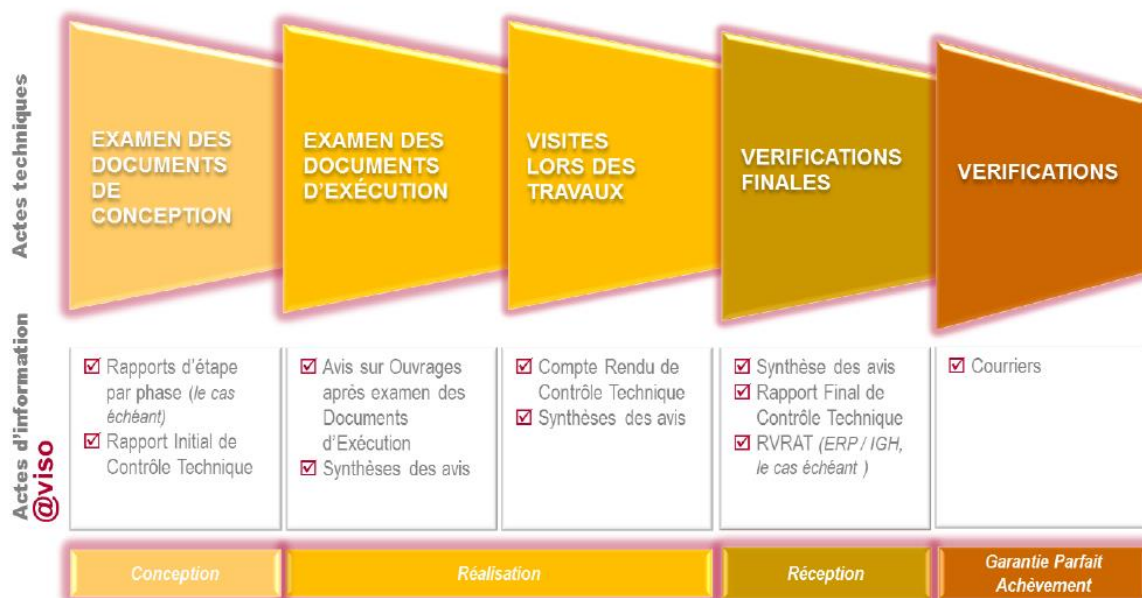 Actes techniques
EXAMEN DES
DOCUMENTS
DE
CONCEPTION
EXAMEN DES
DOCUMENTS
D'EXÉCUTION
VISITES
LORS DES
TRAVAUX
VERIFICATIONS
FINALES
VERIFICATIONS
Actes d'information
@viso
Rapports d'étape
par phase (le cas
échéant)
Rapport Initial de
Contrôle Technique
Avis sur Ouvrages
après examen des
Documents
d'Exécution
Synthèses des avis
Compte Rendu de
Contrôle Technique
Synthèses des avis
Synthèse des avis
Rapport Final de
Contrôle Technique
RVRAT (ERP / IGH,
le cas échéant )
Courriers
Conception
Réalisation
Réception
Garantie Parfait
Achèvement